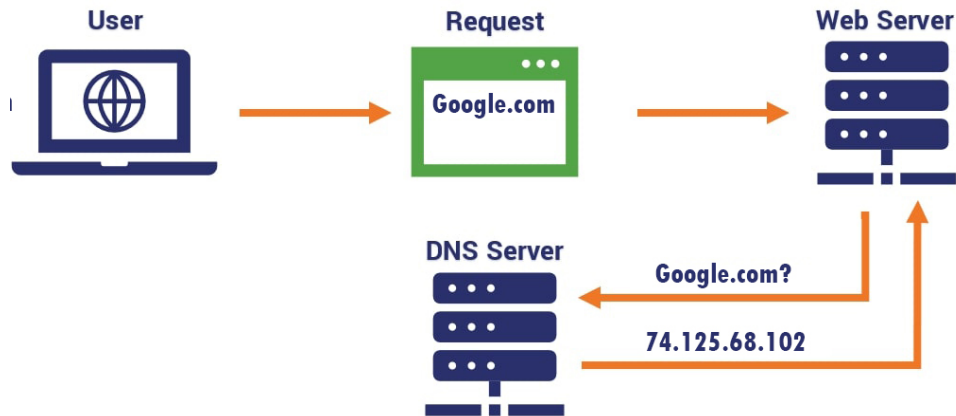 User
Request
Web Server
Google.com
DNS Server
Google.com?
74.125.68.102